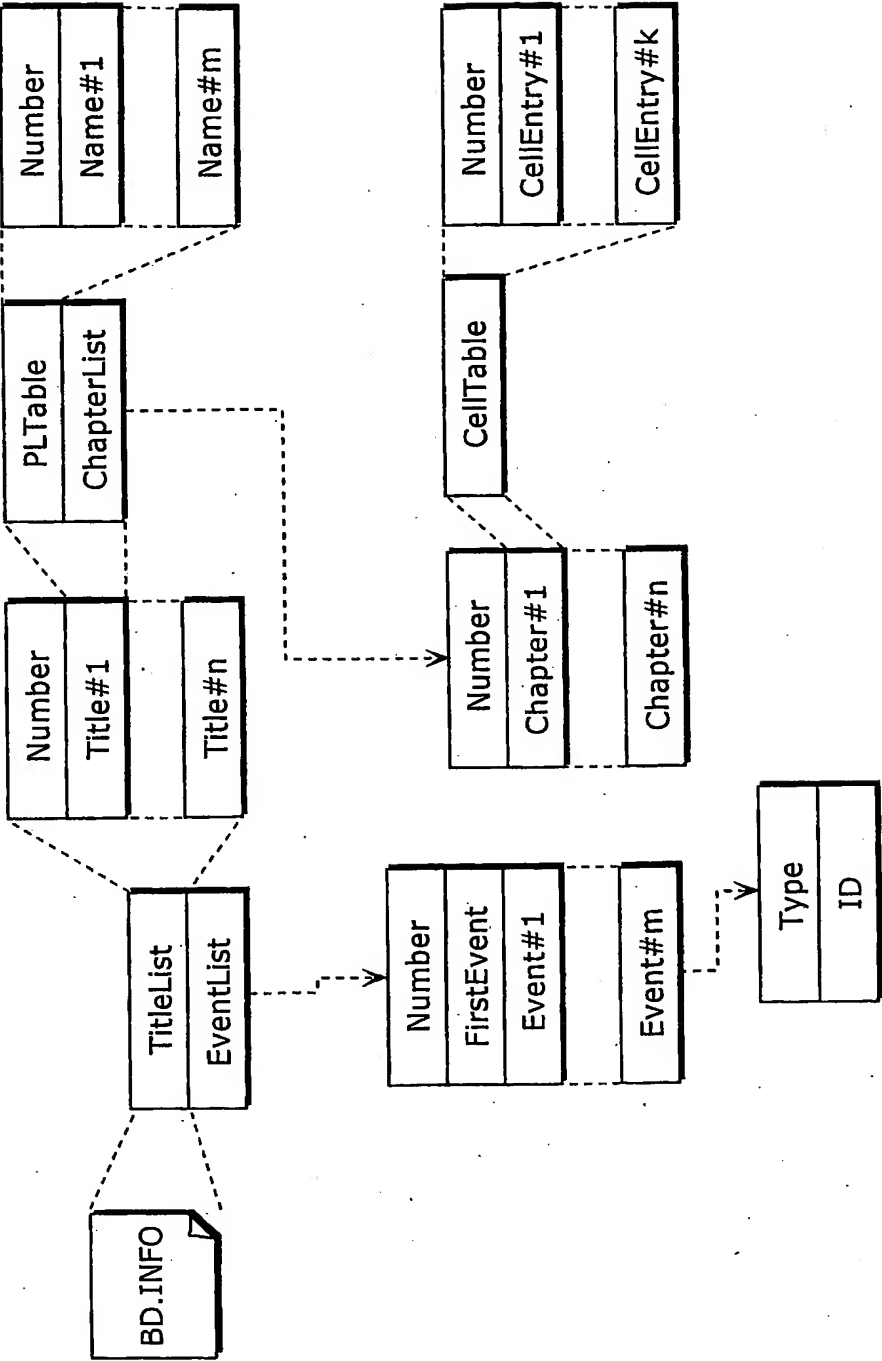 BD.INFO
TitleList
EventList
Number
Title#1
Title#n
PLTable
ChapterList
Number
Name#1
Name#m
Number
FirstEvent
Event#1
Event#m
Type
ID
Number
Chapter#1
Chapter#n
CellTable
Number
CellEntry#1
CellEntry#k